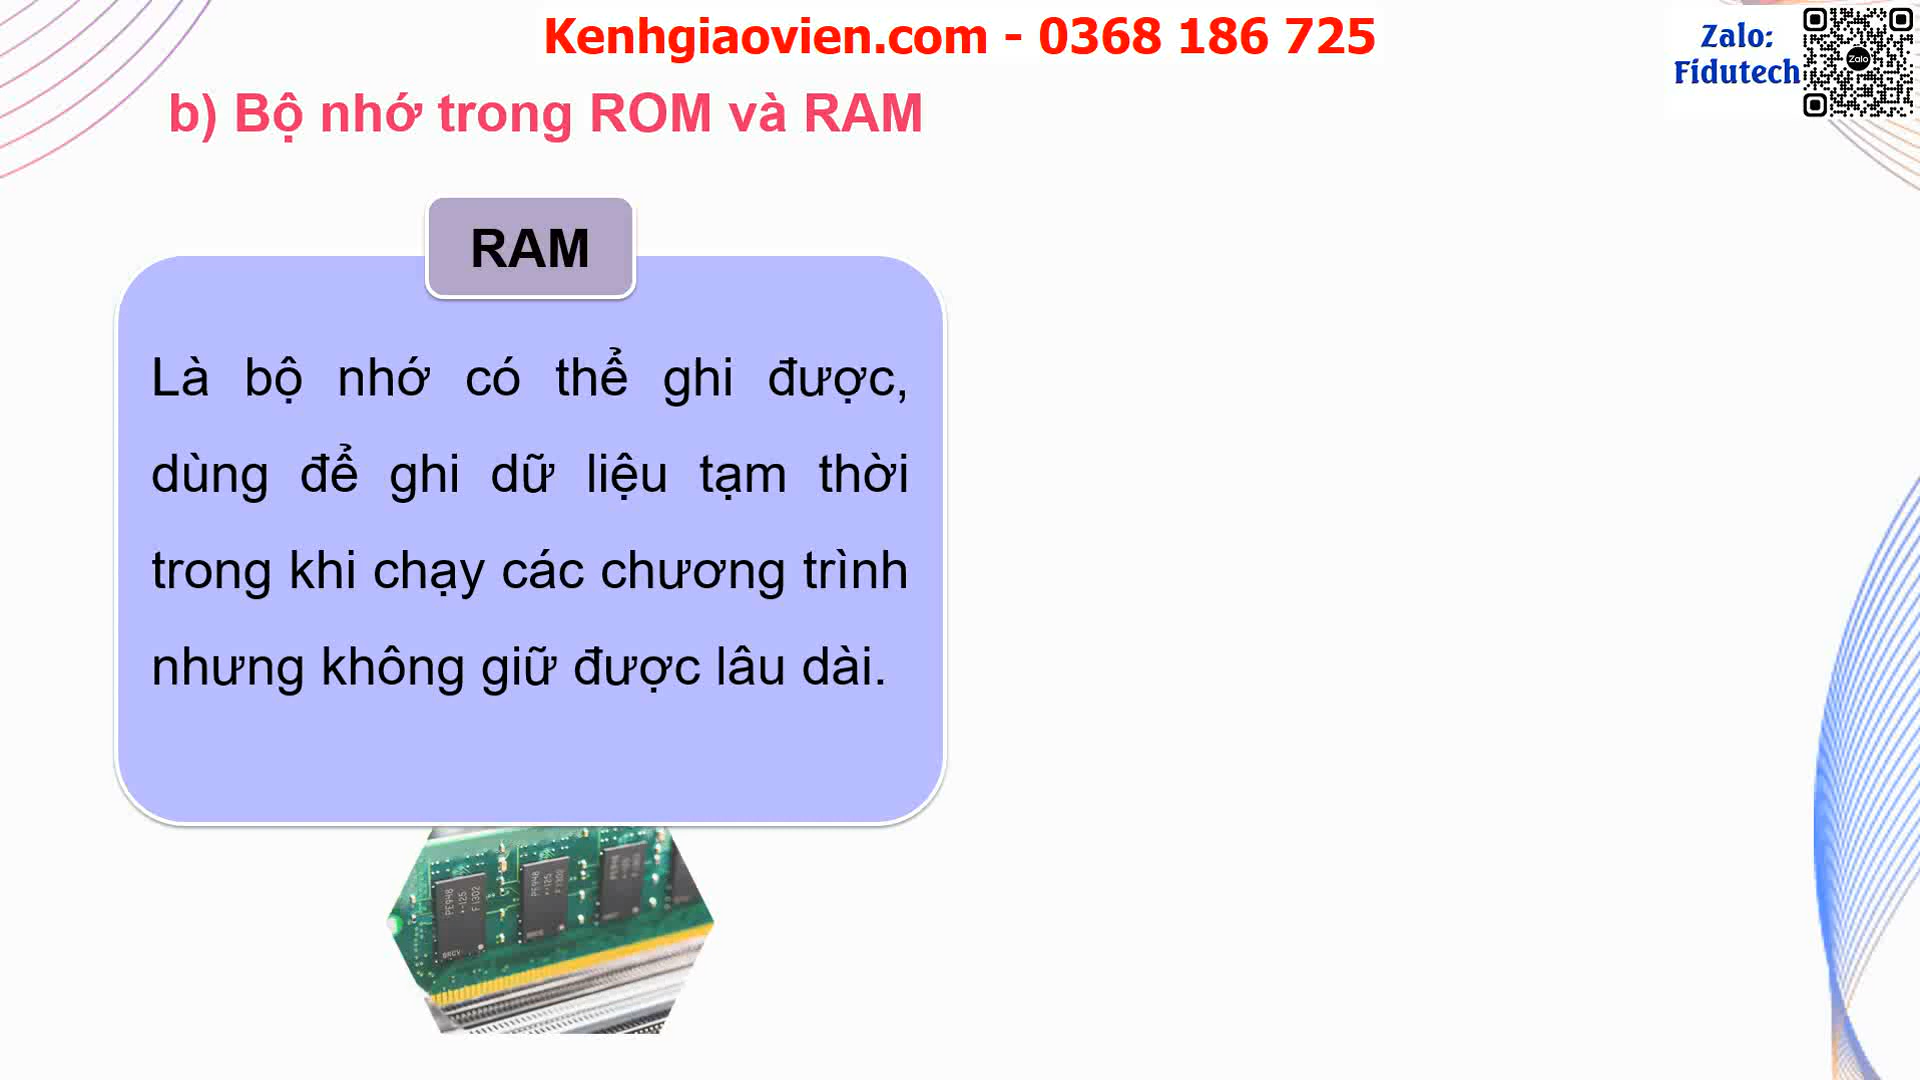 Kenhgiaovien.com - 0368 186 725
Zalo:
Fidutech
Zalo
b) Bộ nhớ trong ROM và RAM
RAM
Là bộ nhớ có thể ghi được,
dùng để ghi dữ liệu tạm thời
trong khi chạy các chương trình
nhưng không giữ được lâu dài.